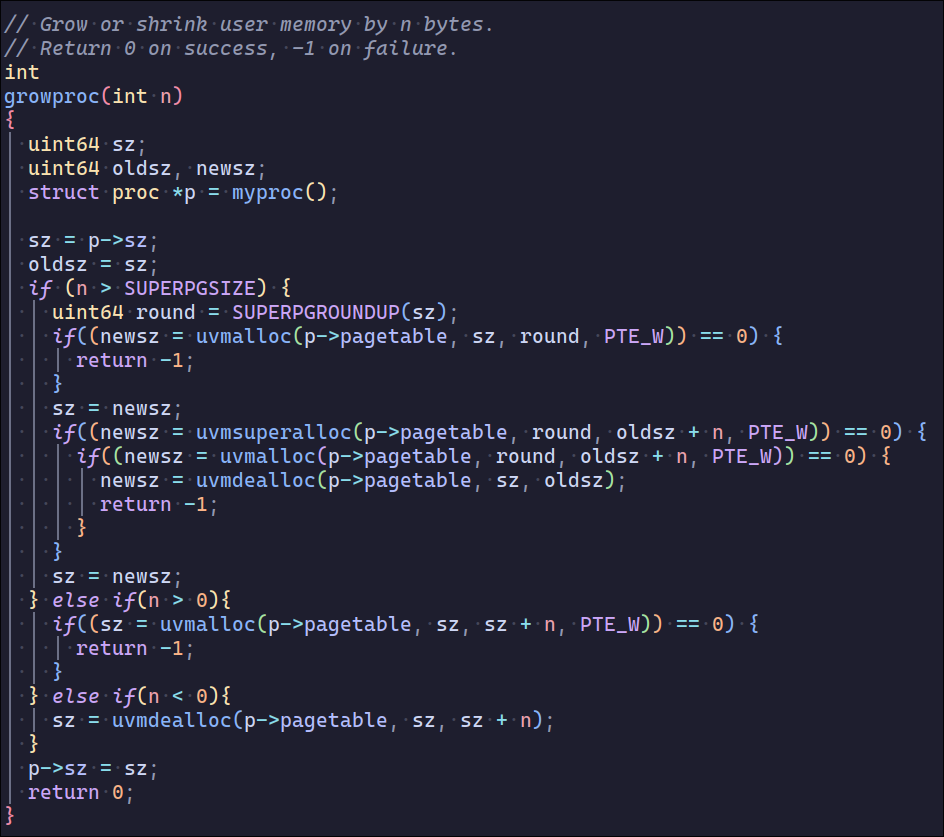 // Grow or shrink user memory by n bytes.
// Return 0 on success, -1 on failure.
int
growproc(int n)
{
  uint64 sz;
  uint64 oldsz, newsz;
  struct proc *p = myproc();

  sz = p->sz;
  oldsz = sz;
  if (n > SUPERPGSIZE) {
    uint64 round = SUPERPGROUNDUP(sz);
    if((newsz = uvmalloc(p->pagetable, sz, round, PTE_W)) == 0) {
      return -1;
    }
    sz = newsz;
    if((newsz = uvmsuperalloc(p->pagetable, round, oldsz + n, PTE_W)) == 0) {
      if((newsz = uvmalloc(p->pagetable, round, oldsz + n, PTE_W)) == 0) {
        newsz = uvmdealloc(p->pagetable, sz, oldsz);
        return -1;
      }
    }
    sz = newsz;
  } else if(n > 0){
    if((sz = uvmalloc(p->pagetable, sz, sz + n, PTE_W)) == 0) {
      return -1;
    }
  } else if(n < 0){
    sz = uvmdealloc(p->pagetable, sz, sz + n);
  }
  p->sz = sz;
  return 0;
}